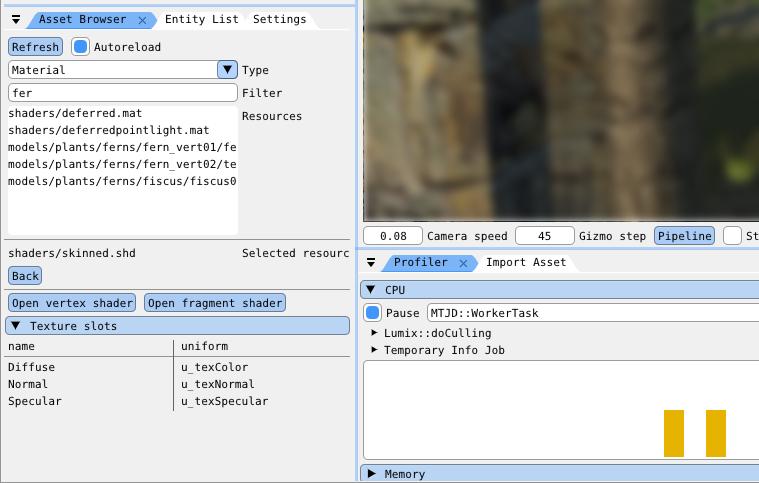 Asset Browser Entity List Settings
Refresh Autoreload
Material Type
fer Filter
shaders/deferred.mat Resources
shaders/deferredpointlight.mat
models/plants/ferns/fern_vert01/fe
models/plants/ferns/fern_vert02/te
models/plants/ferns/fiscus/fiscus0
shaders/skinned.shd Selected resourc
Back
Open vertex shader Open fragment shader
Texture slots
name uniform
Diffuse u_texColor
Normal u_texNormal
Specular u_texSpecular
0.08 Camera speed 45 Gizmo step Pipeline St
Profiler Import Asset
CPU
Pause MTJD::WorkerTask
Lumix::doCulling
Temporary Info Job
Memory